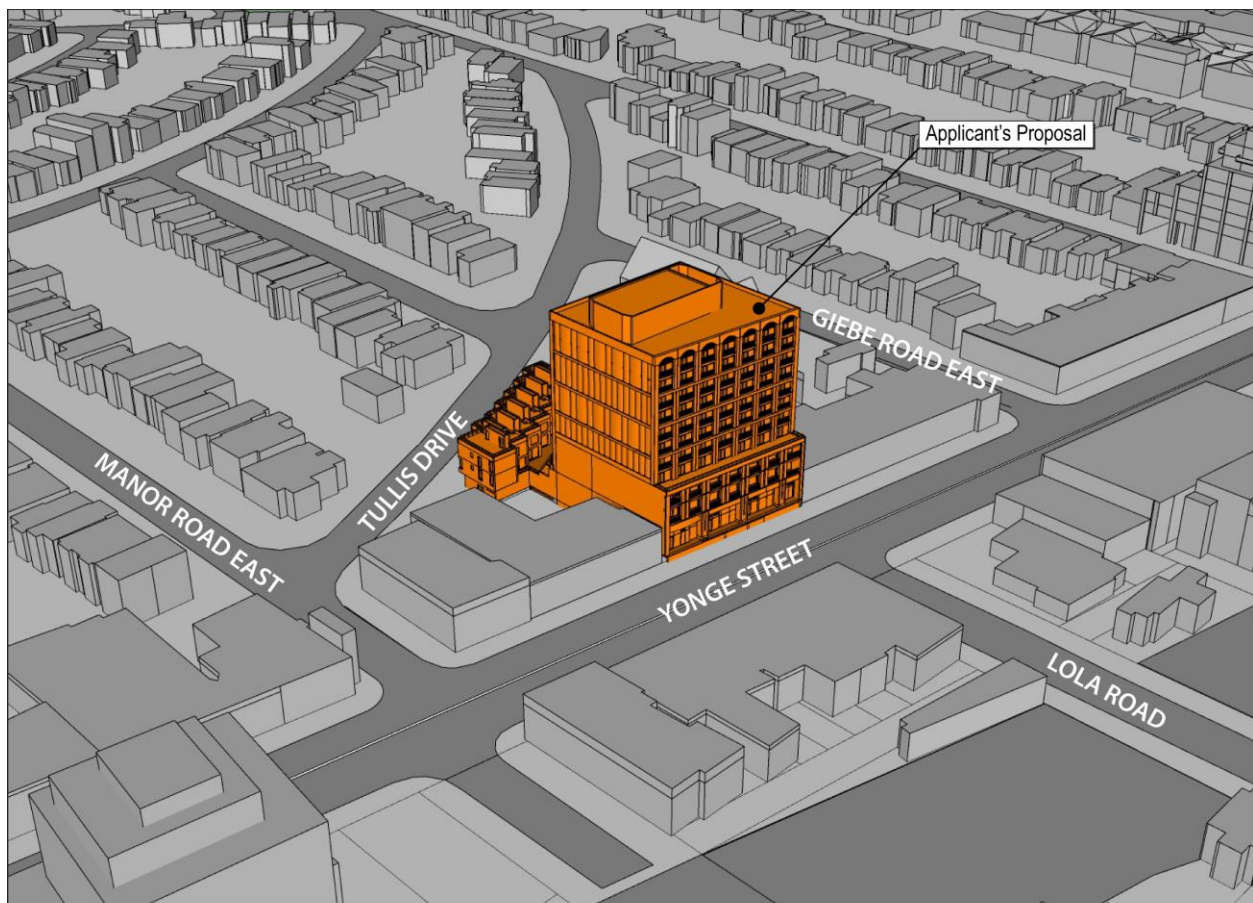 Applicant's Proposal
GIEBE ROAD EAST
TULLIS DRIVE
MANOR ROAD EAST
YONGE STREET
LOLA ROAD